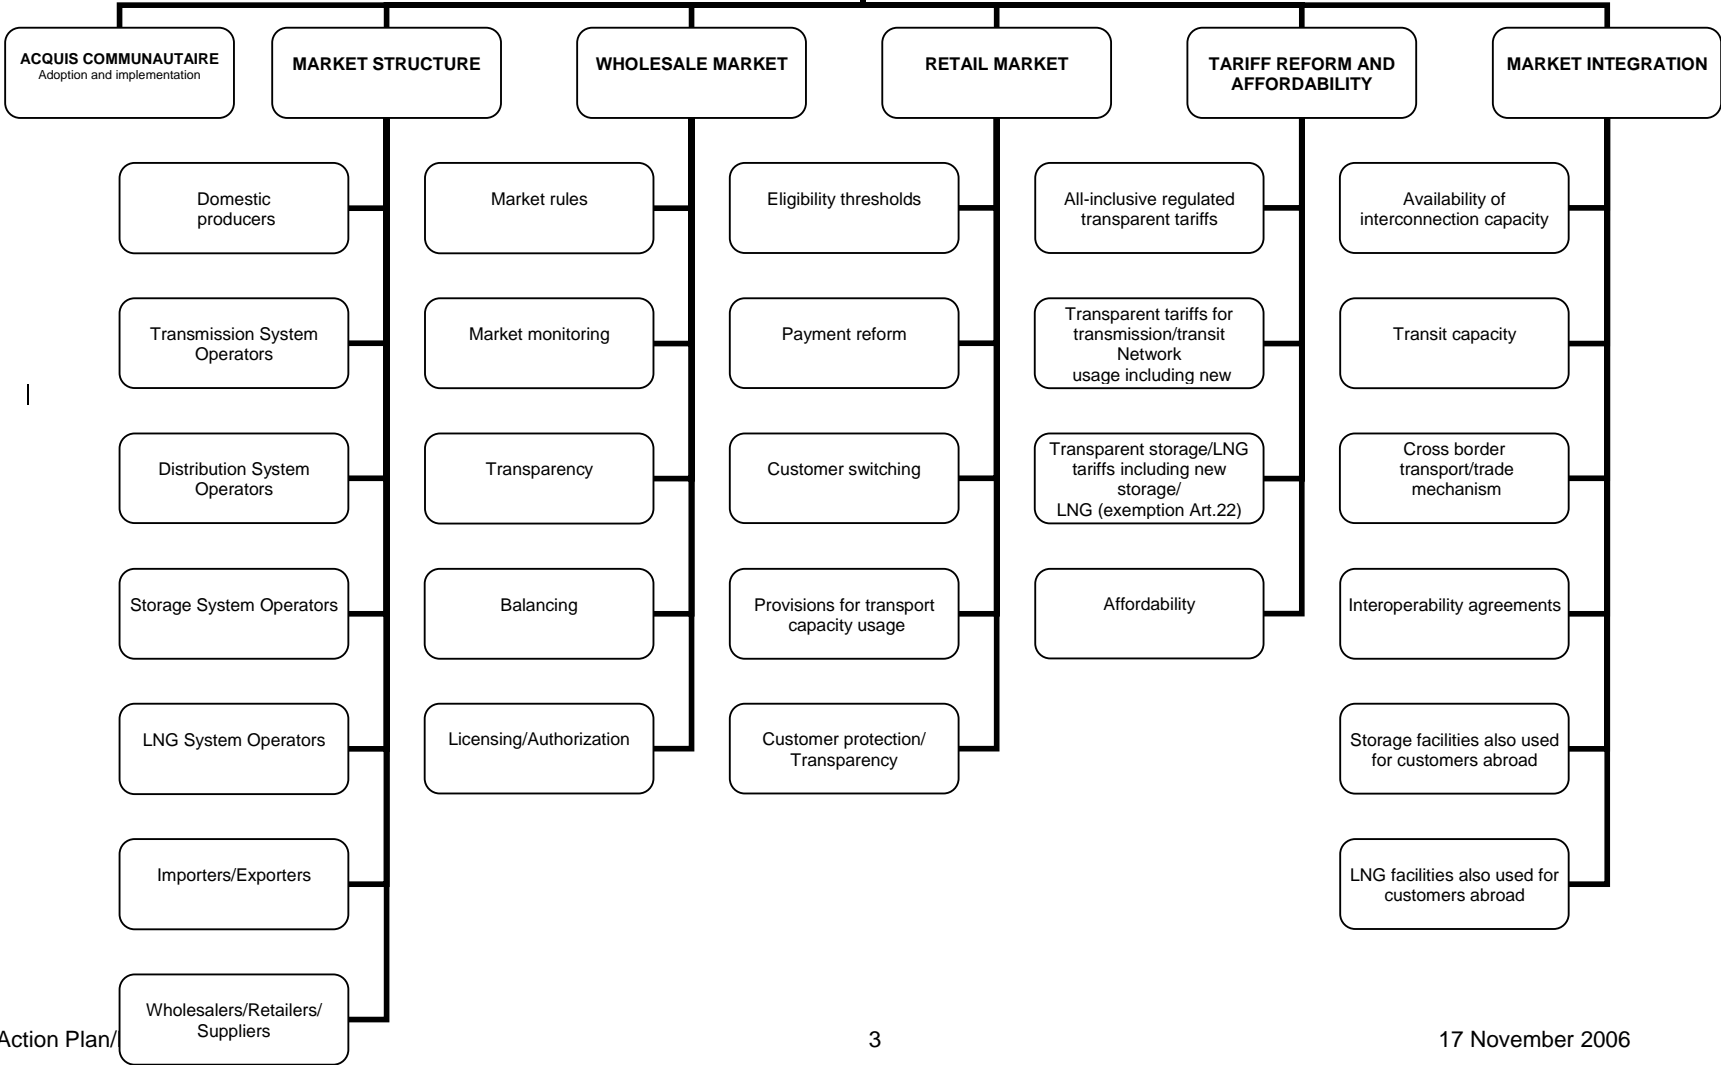 ACQUIS COMMUNAUTAIRE
Adoption and implementation
MARKET STRUCTURE
WHOLESALE MARKET
RETAIL MARKET
TARIFF REFORM AND
AFFORDABILITY
MARKET INTEGRATION
Domestic
producers
Transmission System
Operators
Distribution System
Operators
Storage System Operators
LNG System Operators
Importers/Exporters
Wholesalers/Retailers/
Suppliers
Market rules
Market monitoring
Transparency
Balancing
Licensing/Authorization
Eligibility thresholds
Payment reform
Customer switching
Provisions for transport
capacity usage
Customer protection/
Transparency
All-inclusive regulated
transparent tariffs
Transparent tariffs for
transmission/transit
Network
usage including new
Transparent storage/LNG
tariffs including new
storage/
LNG (exemption Art.22)
Affordability
Availability of
interconnection capacity
Transit capacity
Cross border
transport/trade
mechanism
Interoperability agreements
Storage facilities also used
for customers abroad
LNG facilities also used for
customers abroad
Action Plan/
3
17 November 2006